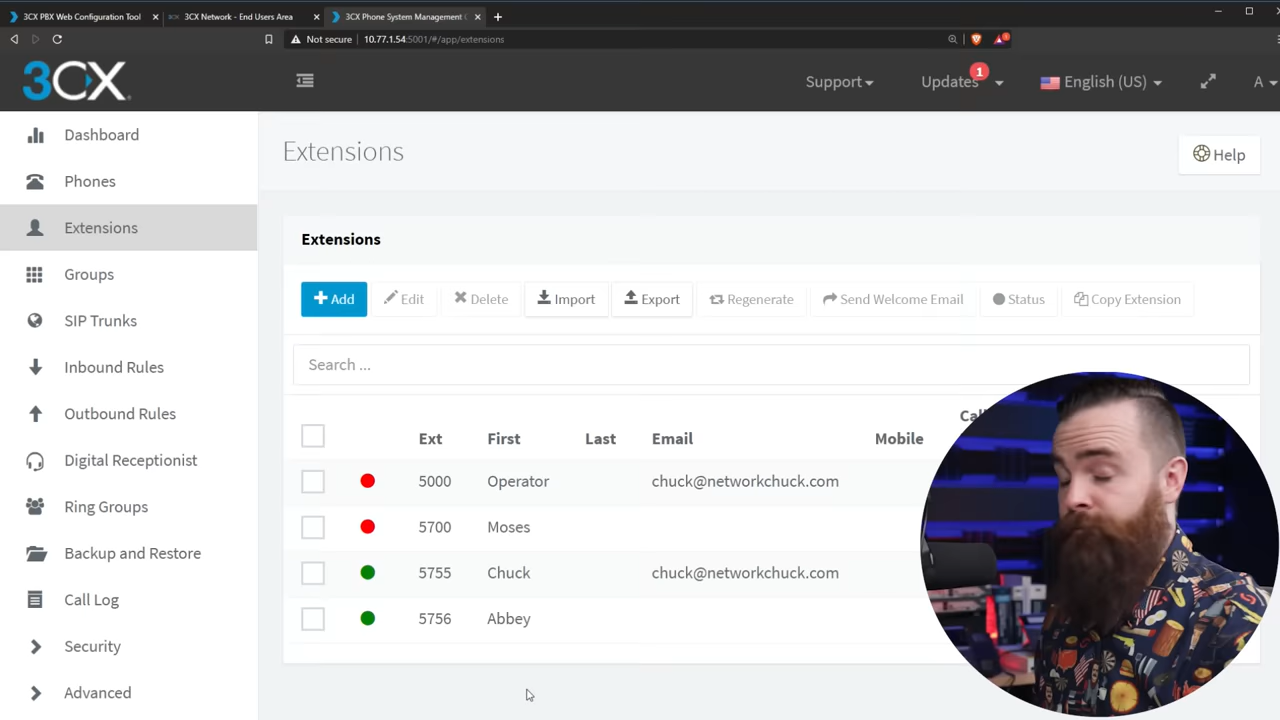 3CX PBX Web Configuration Tool
3CX Network - End Users Area
3CX Phone System Management
Not secure
10.77.1.54:5001/#/app/extensions
3CX
Support
Updates
1
English (US)
A
Dashboard
Phones
Extensions
Groups
SIP Trunks
Inbound Rules
Outbound Rules
Digital Receptionist
Ring Groups
Backup and Restore
Call Log
Security
Advanced
Extensions
Help
Extensions
Add Edit Delete Import Export Regenerate Send Welcome Email Status Copy Extension
Search ...
Ext First Last Email Mobile
5000 Operator chuck@networkchuck.com
5700 Moses
5755 Chuck chuck@networkchuck.com
5756 Abbey